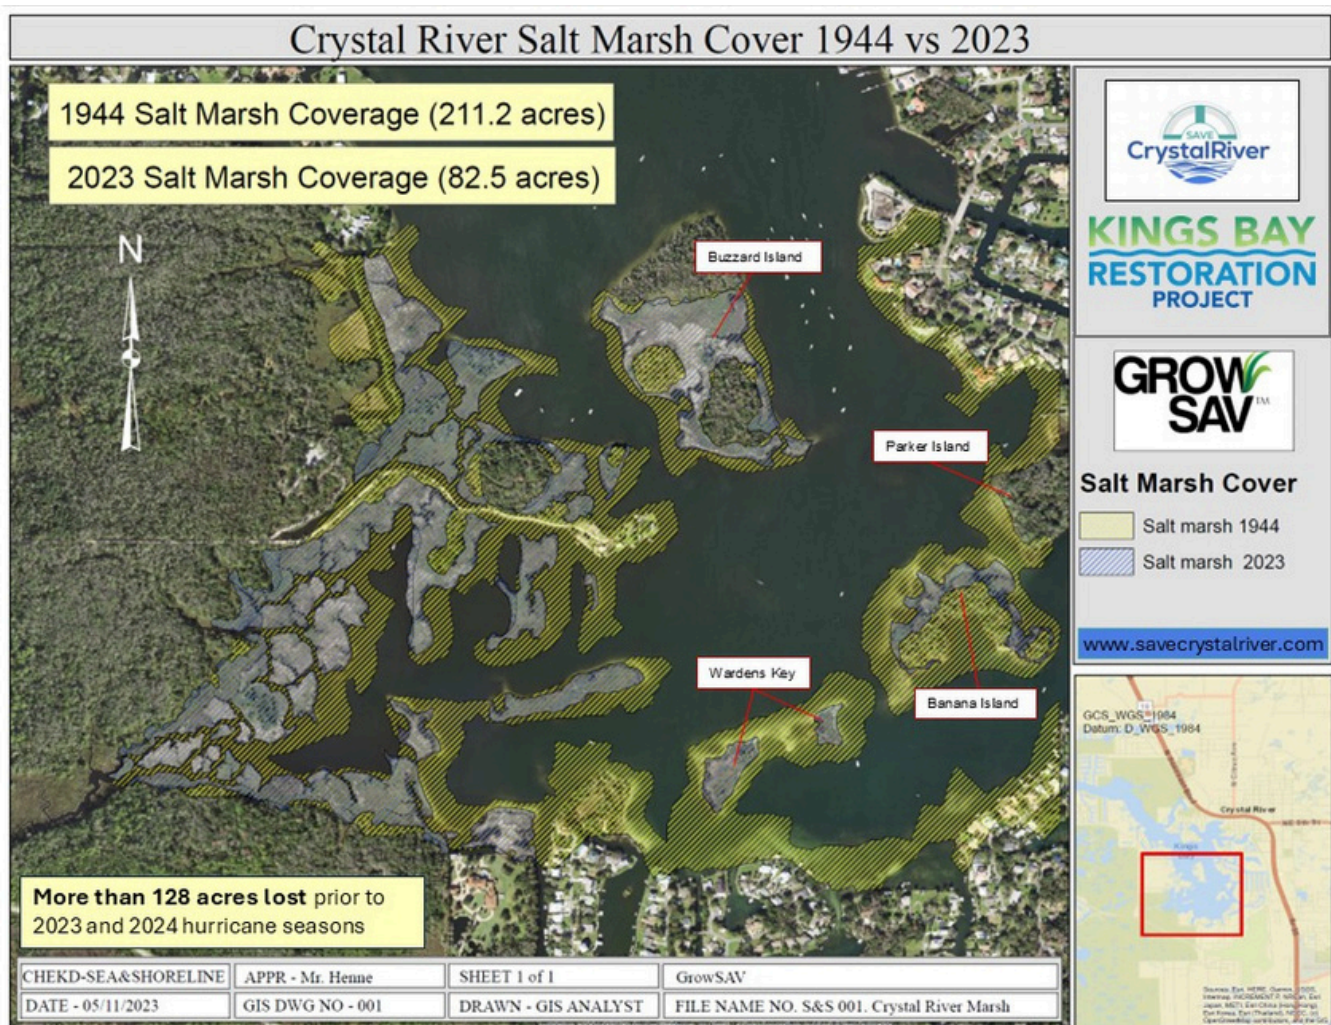 Crystal River Salt Marsh Cover 1944 vs 2023
1944 Salt Marsh Coverage (211.2 acres)
2023 Salt Marsh Coverage (82.5 acres)
N
Buzzard Island
Parker Island
Wardens Key
Banana Island
More than 128 acres lost prior to
2023 and 2024 hurricane seasons
SAVE
CrystalRiver
KINGS BAY
RESTORATION
PROJECT
GROW
SAV™
Salt Marsh Cover
Salt marsh 1944
Salt marsh 2023
www.savecrystalriver.com
GCS_WGS_1984
Datum: D_WGS_1984
Crystal River
Kings
CHEKD-SEA&SHORELINE
APPR - Mr. Henne
SHEET 1 of 1
GrowSAV
DATE - 05/11/2023
GIS DWG NO - 001
DRAWN - GIS ANALYST
FILE NAME NO. S&S 001. Crystal River Marsh